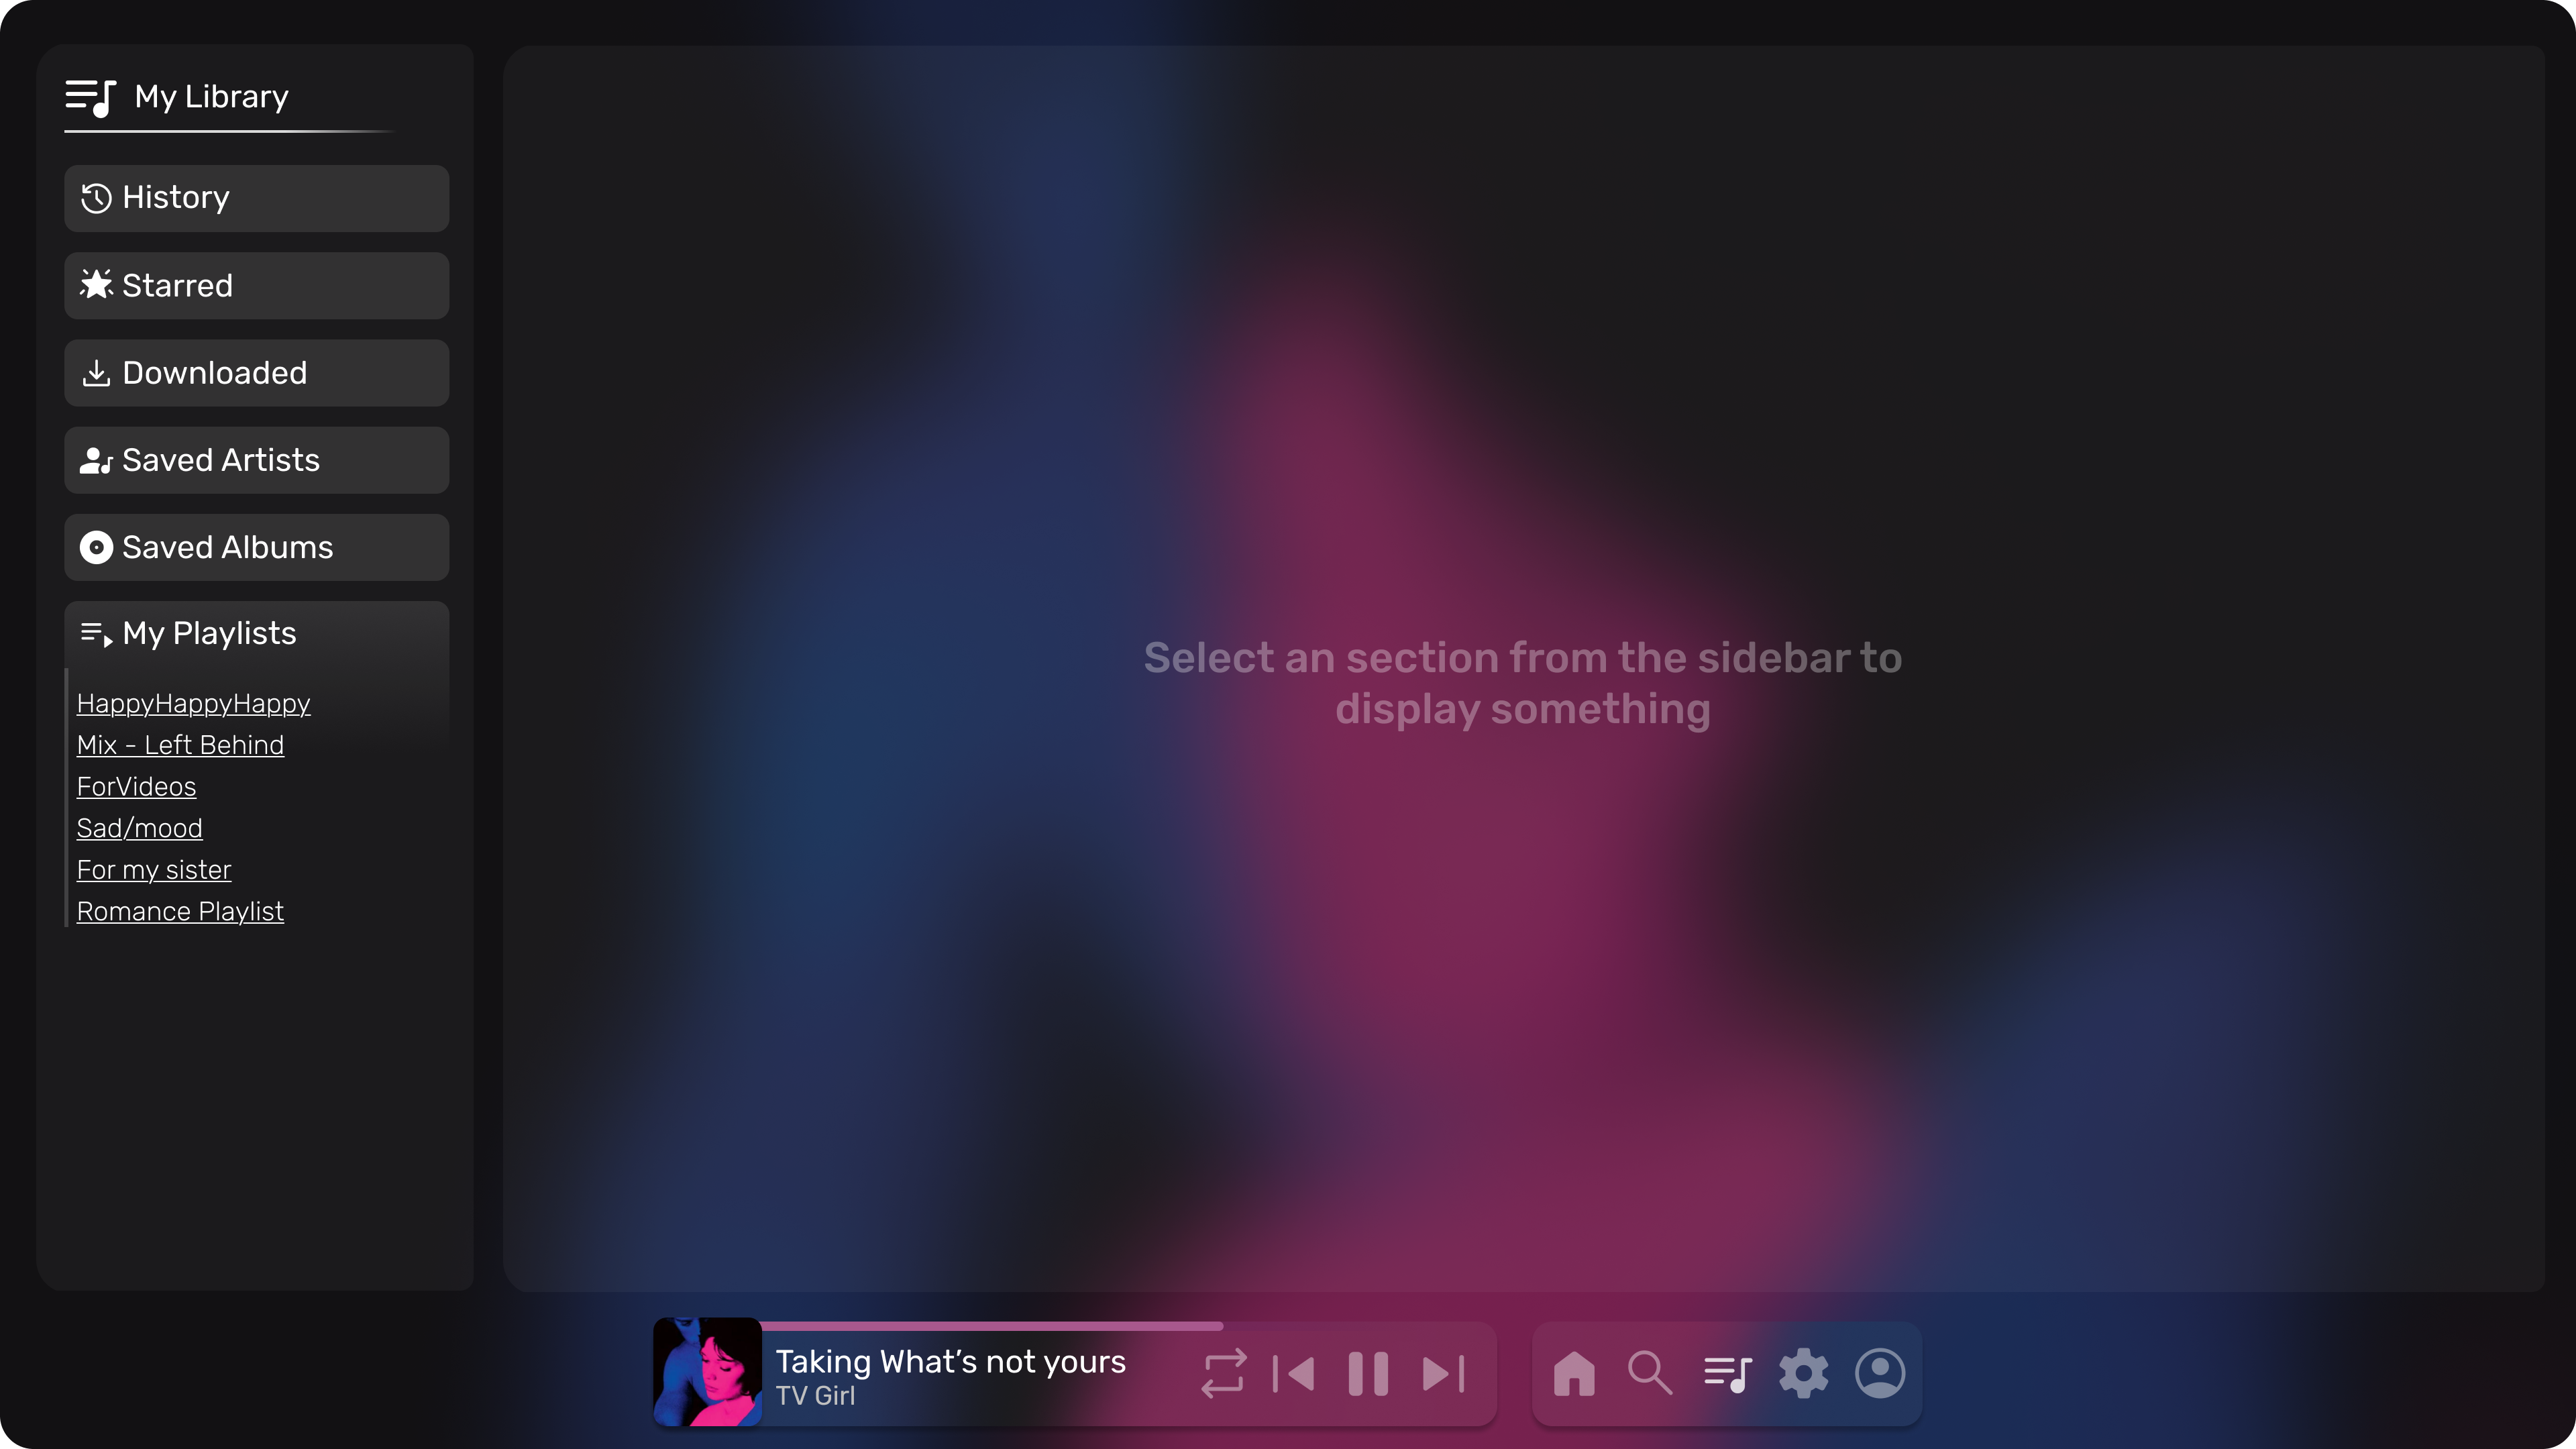 My Library
History
Starred
Downloaded
Saved Artists
Saved Albums
My Playlists
HappyHappyHappy
Mix - Left Behind
ForVideos
Sad/mood
For my sister
Romance Playlist
Select an section from the sidebar to
display something
Taking What’s not yours
TV Girl